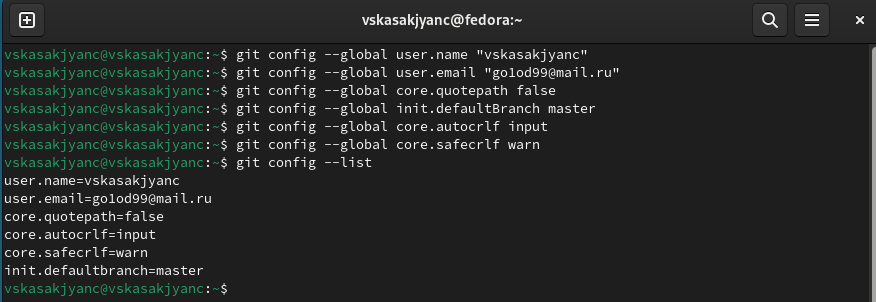 vskasakjyanc@fedora:~
vskasakjyanc@vskasakjyanc:~$ git config --global user.name "vskasakjyanc"
vskasakjyanc@vskasakjyanc:~$ git config --global user.email "go1od99@mail.ru"
vskasakjyanc@vskasakjyanc:~$ git config --global core.quotepath false
vskasakjyanc@vskasakjyanc:~$ git config --global init.defaultBranch master
vskasakjyanc@vskasakjyanc:~$ git config --global core.autocrlf input
vskasakjyanc@vskasakjyanc:~$ git config --global core.safecrlf warn
vskasakjyanc@vskasakjyanc:~$ git config --list
user.name=vskasakjyanc
user.email=go1od99@mail.ru
core.quotepath=false
core.autocrlf=input
core.safecrlf=warn
init.defaultbranch=master
vskasakjyanc@vskasakjyanc:~$